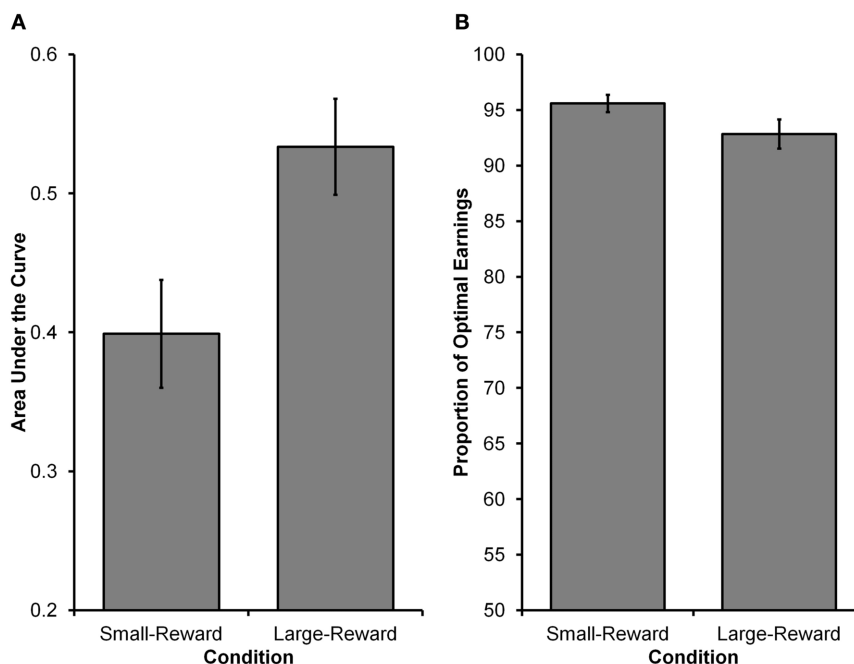 A
Area Under the Curve
0.6
0.5
0.4
0.3
0.2
Small-Reward Large-Reward
Condition
B
Proportion of Optimal Earnings
100
95
90
85
80
75
70
65
60
55
50
Small-Reward Large-Reward
Condition